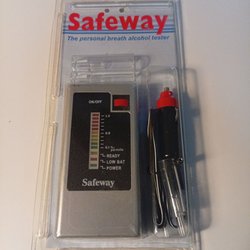 Safeway
The personal breath alcohol tester
ON/OFF
READY
LOW BAT
POWER
Safeway